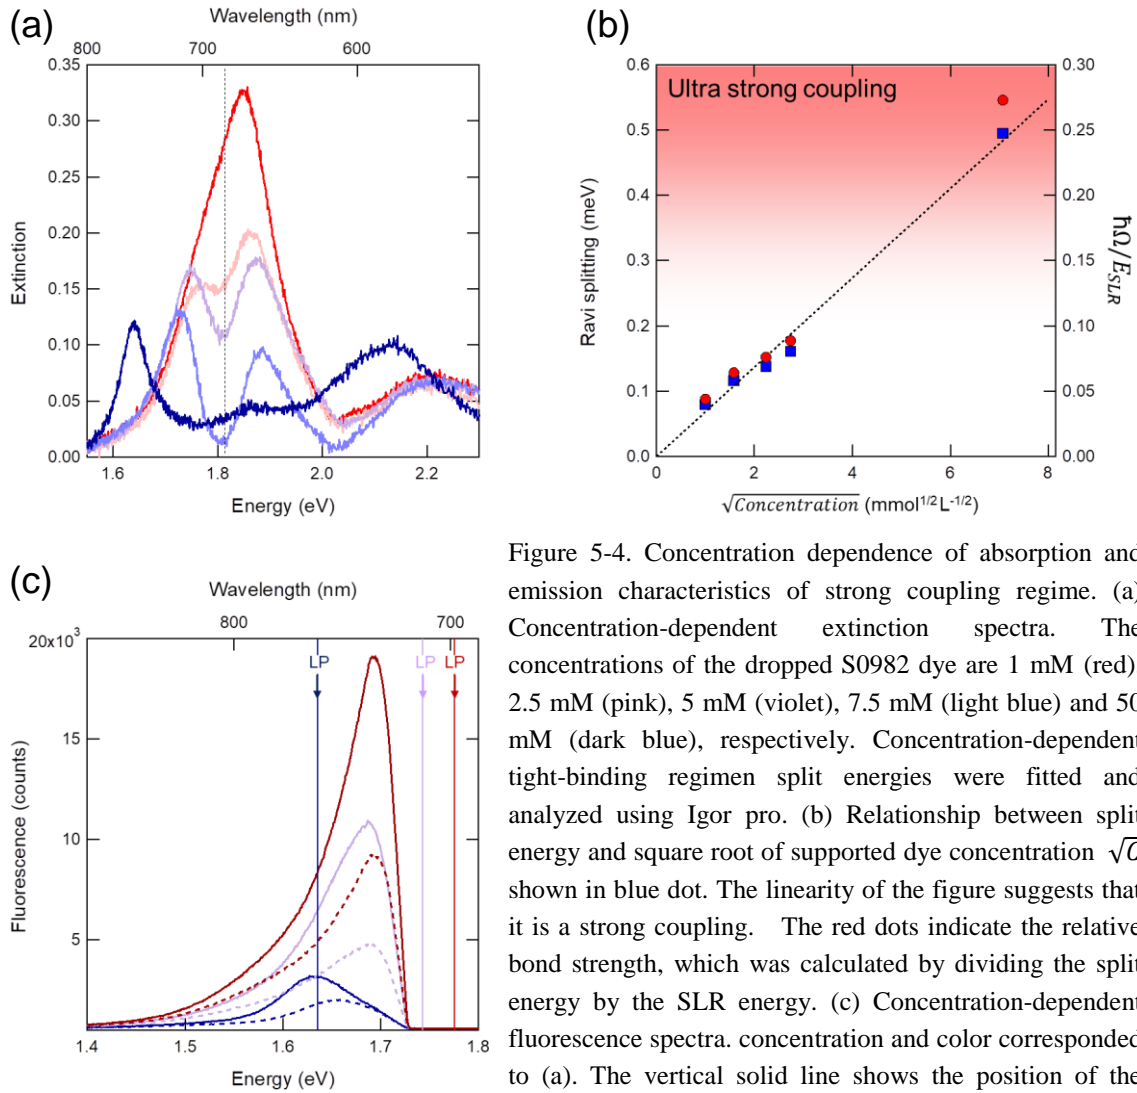 (a)
Wavelength (nm)
800 700 600
0.35
0.30
0.25
0.20
0.15
0.10
0.05
0.00
Extinction
1.6 1.8 2.0 2.2
Energy (eV)
(b)
Ultra strong coupling
0.6
0.5
0.4
0.3
0.2
0.1
0.0
Ravi splitting (meV)
0.30
0.25
0.20
0.15
0.10
0.05
0.00
ħΩ/E_SLR
0 2 4 6 8
√Concentration (mmol^1/2 L^-1/2)
(c)
Wavelength (nm)
800 700
20x10^3
15
10
5
Fluorescence (counts)
LP LP LP
1.4 1.5 1.6 1.7 1.8
Energy (eV)
Figure 5-4. Concentration dependence of absorption and
emission characteristics of strong coupling regime. (a)
Concentration-dependent extinction spectra. The
concentrations of the dropped S0982 dye are 1 mM (red)
2.5 mM (pink), 5 mM (violet), 7.5 mM (light blue) and 50
mM (dark blue), respectively. Concentration-dependent
tight-binding regimen split energies were fitted and
analyzed using Igor pro. (b) Relationship between split
energy and square root of supported dye concentration √C
shown in blue dot. The linearity of the figure suggests that
it is a strong coupling. The red dots indicate the relative
bond strength, which was calculated by dividing the split
energy by the SLR energy. (c) Concentration-dependent
fluorescence spectra. concentration and color corresponded
to (a). The vertical solid line shows the position of the